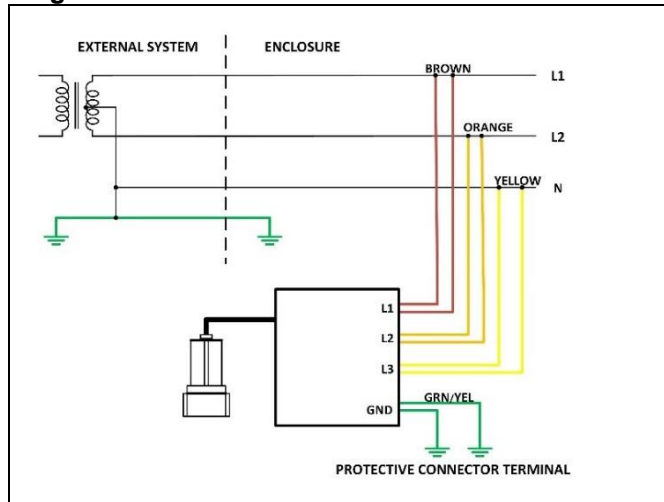 EXTERNAL SYSTEM ENCLOSURE
BROWN
L1
ORANGE
L2
YELLOW
N
L1
L2
L3
GRN/YEL
GND
PROTECTIVE CONNECTOR TERMINAL